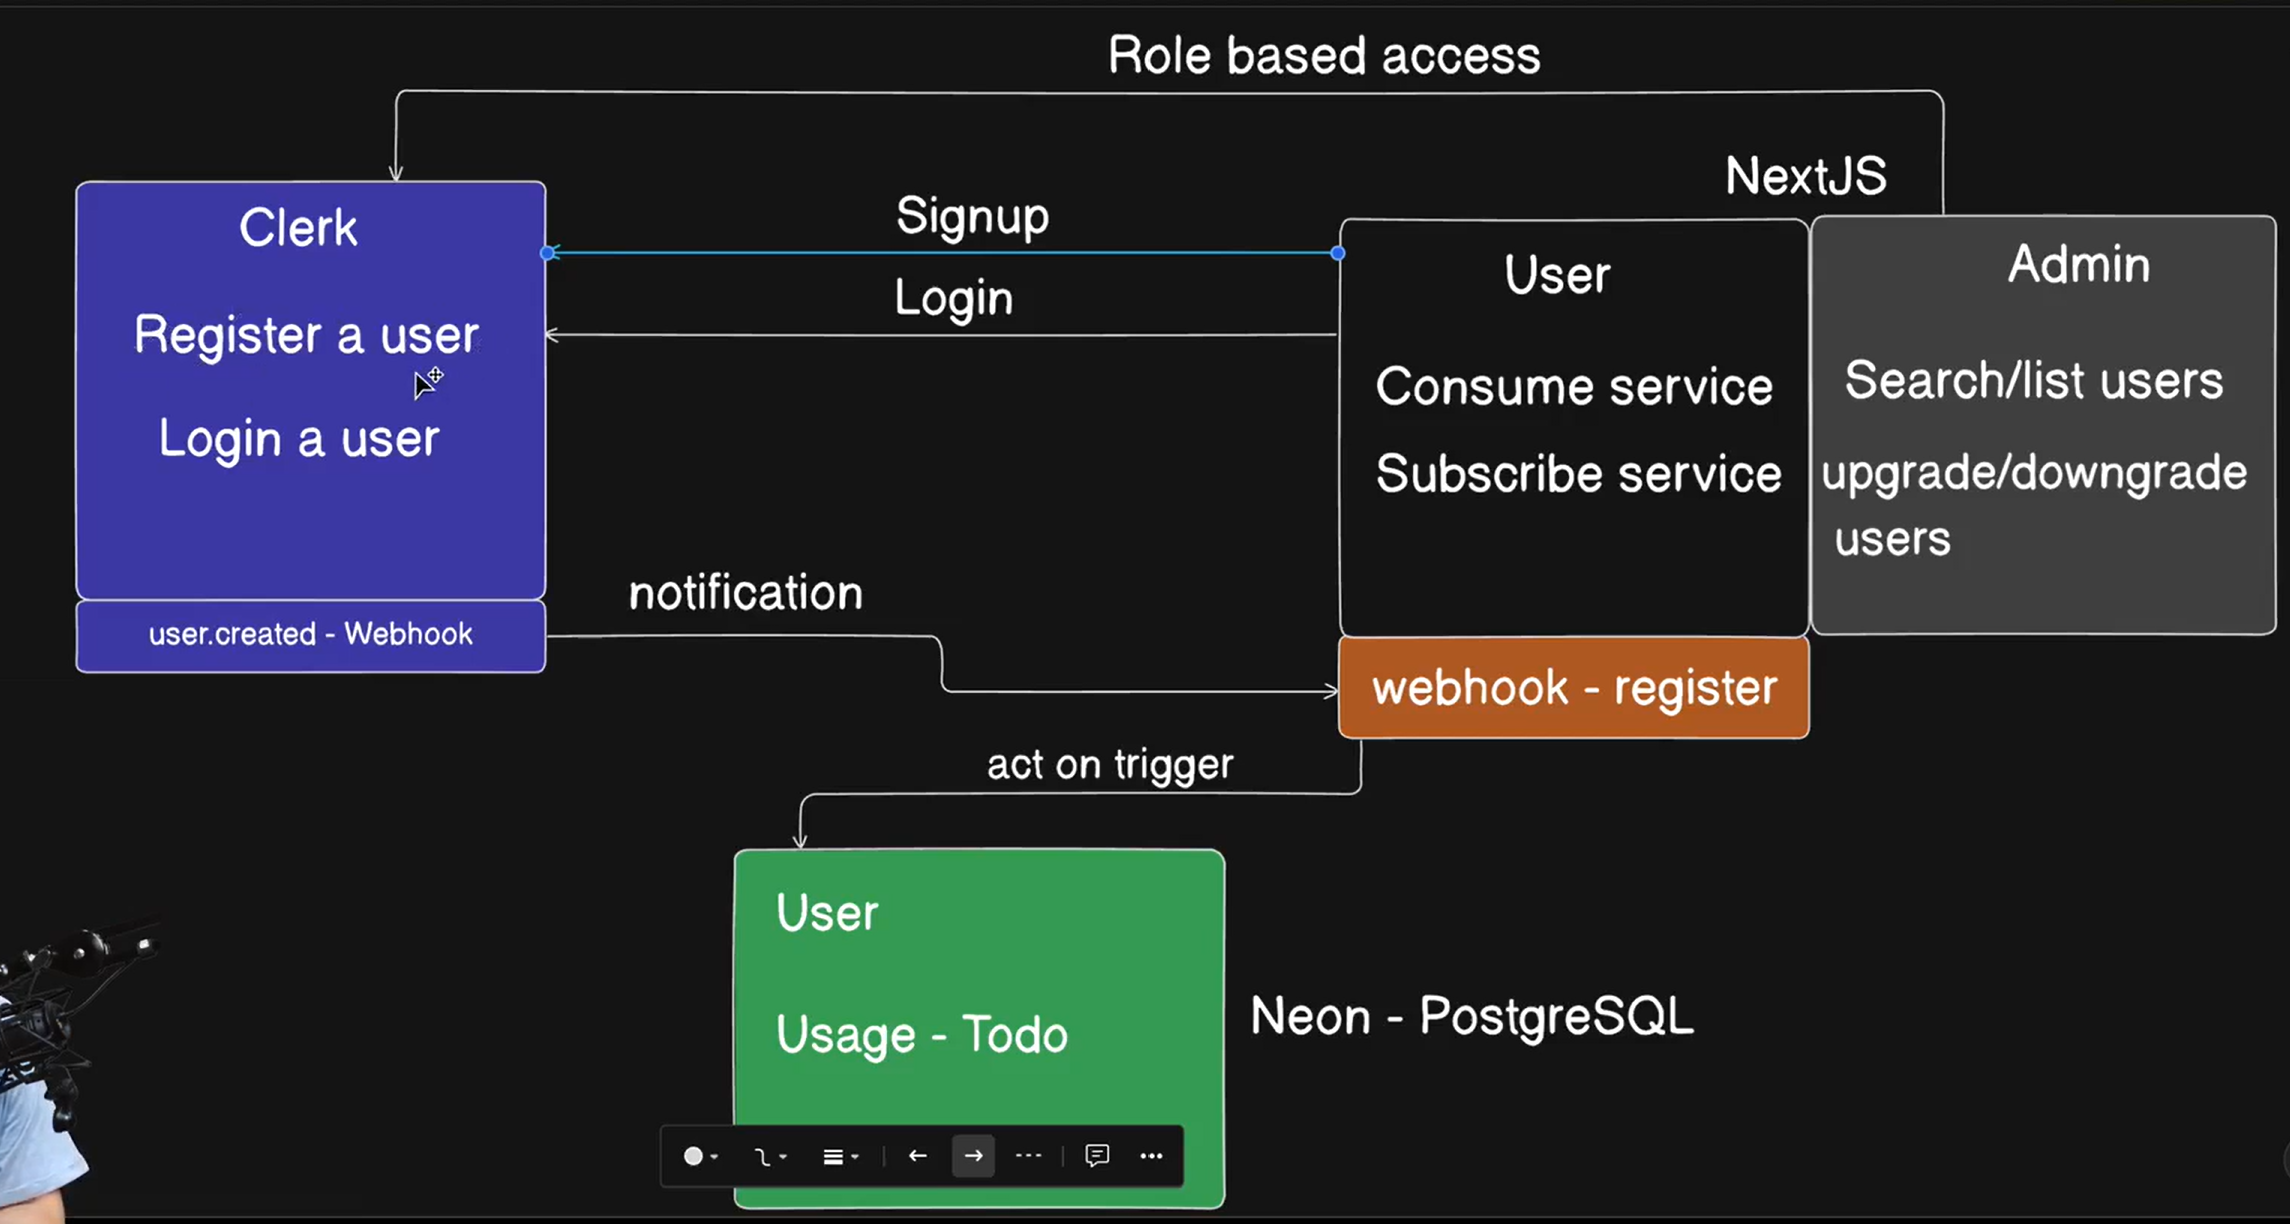 Role based access
NextJS
Clerk
Register a user
Login a user
user.created - Webhook
Signup
Login
notification
User
Consume service
Subscribe service
Admin
Search/list users
upgrade/downgrade
users
webhook - register
act on trigger
User
Usage - Todo
Neon - PostgreSQL